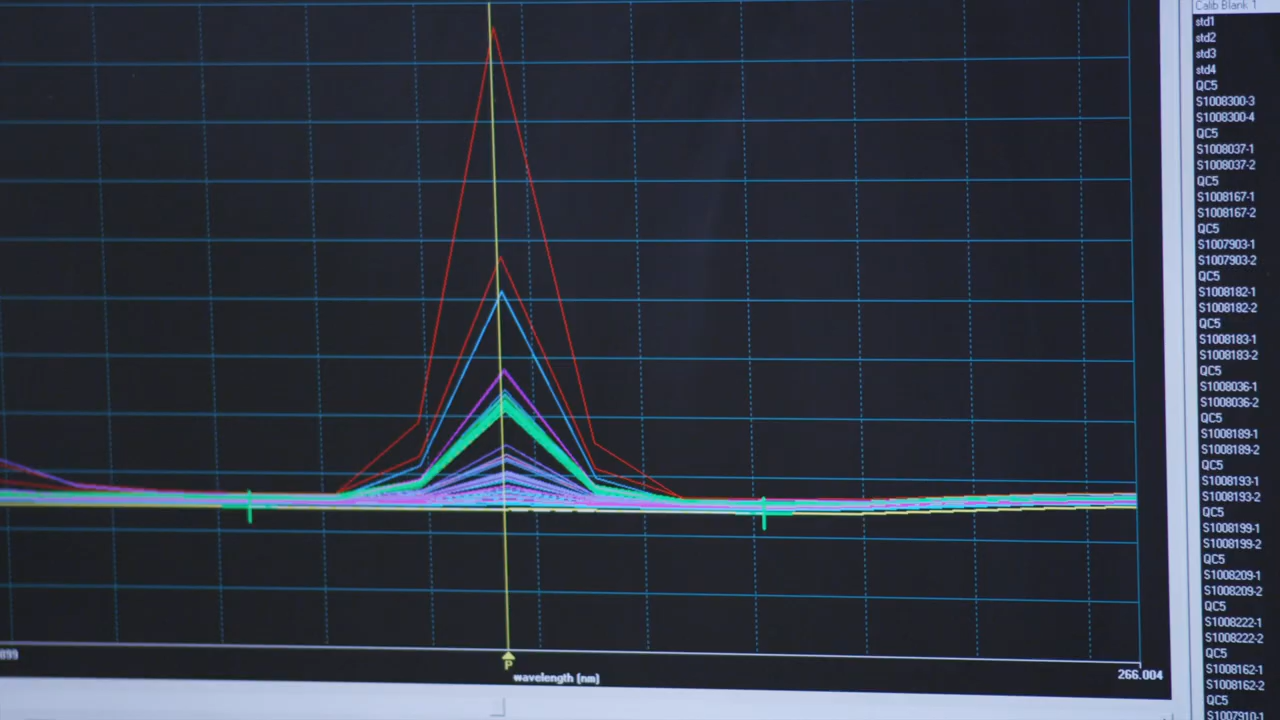 899
P
wavelength (nm)
266.004
Calib Blank 1
std1
std2
std3
std4
QC5
S1008300-3
S1008300-4
QC5
S1008037-1
S1008037-2
QC5
S1008167-1
S1008167-2
QC5
S1007903-1
S1007903-2
QC5
S1008182-1
S1008182-2
QC5
S1008183-1
S1008183-2
QC5
S1008036-1
S1008036-2
QC5
S1008189-1
S1008189-2
QC5
S1008193-1
S1008193-2
QC5
S1008199-1
S1008199-2
QC5
S1008209-1
S1008209-2
QC5
S1008222-1
S1008222-2
QC5
S1008162-1
S1008162-2
QC5
S1007910-1